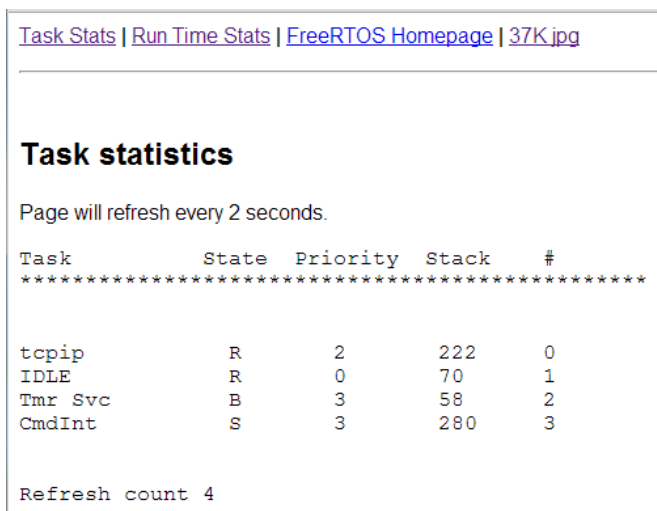 Task Stats | Run Time Stats | FreeRTOS Homepage | 37K jpg
Task statistics
Page will refresh every 2 seconds.
Task State Priority Stack #
************************************************
tcpip R 2 222 0
IDLE R 0 70 1
Tmr Svc B 3 58 2
CmdInt S 3 280 3
Refresh count 4